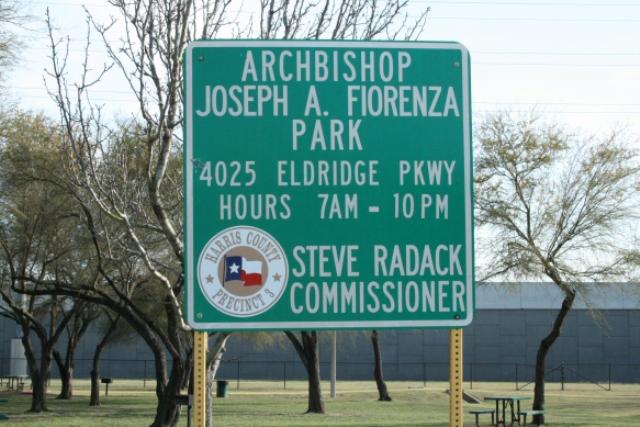 ARCHBISHOP
JOSEPH A. FIORENZA
PARK
4025 ELDRIDGE PKWY
HOURS 7AM - 10PM
HARRIS COUNTY
PRECINCT 3
STEVE RADACK
COMMISSIONER